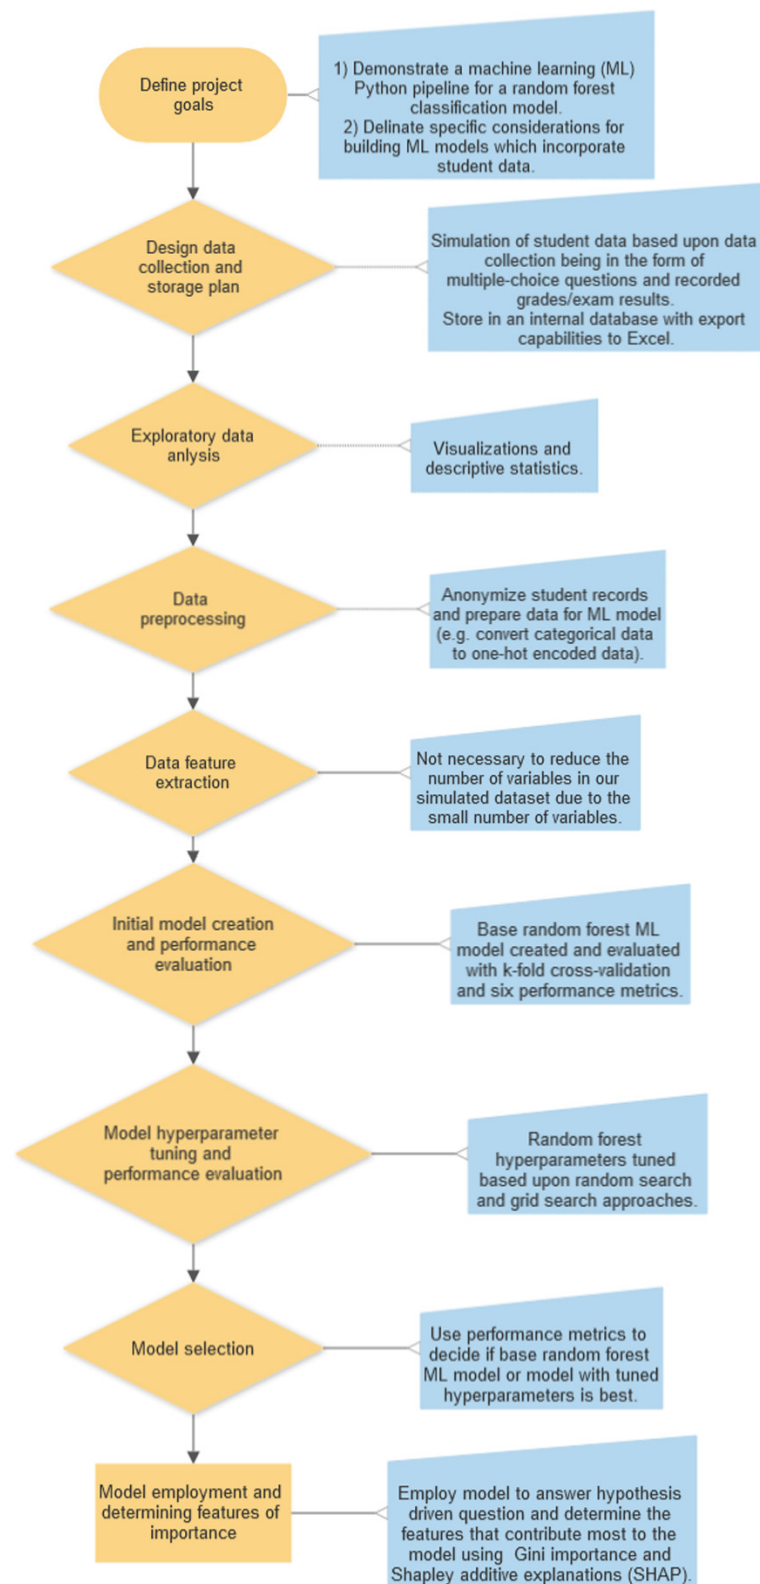 Define project
goals
1) Demonstrate a machine learning (ML)
Python pipeline for a random forest
classification model.
2) Delinate specific considerations for
building ML models which incorporate
student data.
Design data
collection and
storage plan
Simulation of student data based upon data
collection being in the form of
multiple-choice questions and recorded
grades/exam results.
Store in an internal database with export
capabilities to Excel.
Exploratory data
anlysis
Visualizations and
descriptive statistics.
Data
preprocessing
Anonymize student records
and prepare data for ML model
(e.g. convert categorical data
to one-hot encoded data).
Data feature
extraction
Not necessary to reduce the
number of variables in our
simulated dataset due to the
small number of variables.
Initial model creation
and performance
evaluation
Base random forest ML
model created and evaluated
with k-fold cross-validation
and six performance metrics.
Model hyperparameter
tuning and
performance evaluation
Random forest
hyperparameters tuned
based upon random search
and grid search approaches.
Model selection
Use performance metrics to
decide if base random forest
ML model or model with tuned
hyperparameters is best.
Model employment and
determining features of
importance
Employ model to answer hypothesis
driven question and determine the
features that contribute most to the
model using Gini importance and
Shapley additive explanations (SHAP).